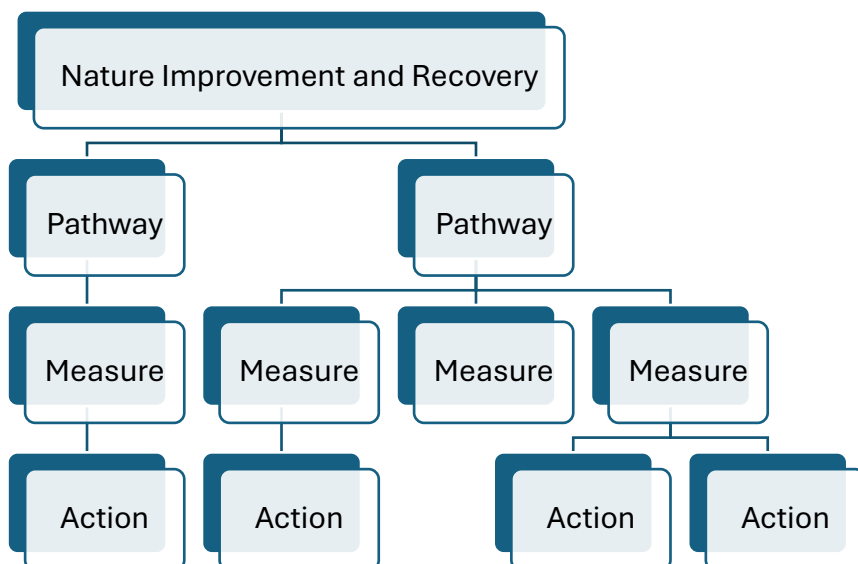 Nature Improvement and Recovery
Pathway
Pathway
Measure
Measure
Measure
Measure
Action
Action
Action
Action